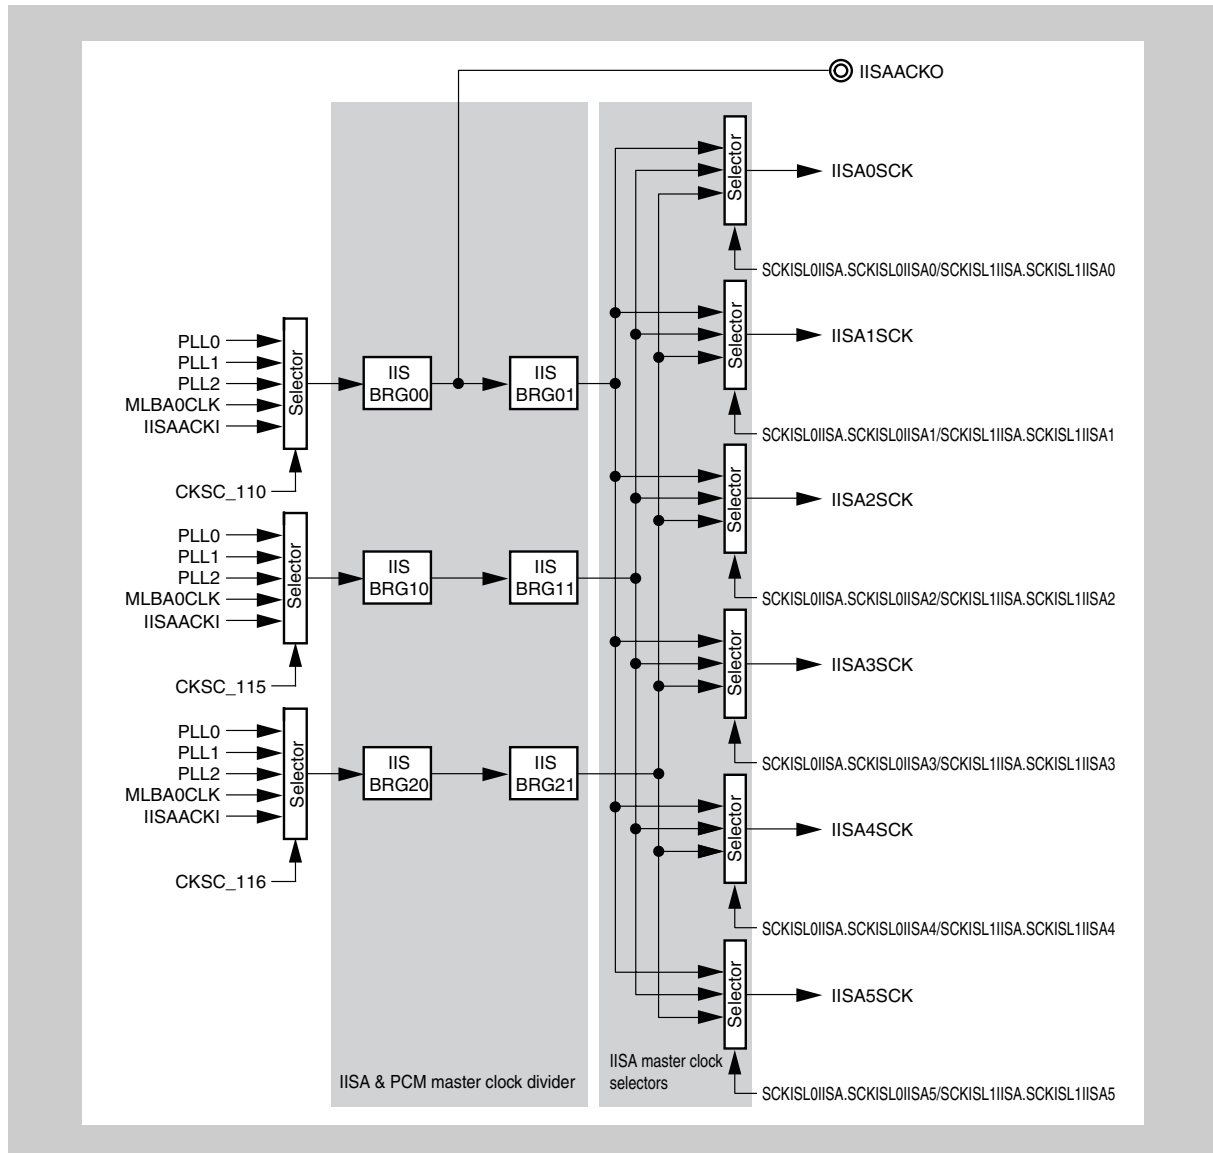 IISAACKO
Selector
IISA0SCK
SCKISL0IISA.SCKISL0IISA0/SCKISL1IISA.SCKISL1IISA0
PLL0
PLL1
PLL2
MLBA0CLK
IISAACKI
Selector
CKSC_110
IIS
BRG00
IIS
BRG01
Selector
IISA1SCK
SCKISL0IISA.SCKISL0IISA1/SCKISL1IISA.SCKISL1IISA1
Selector
IISA2SCK
SCKISL0IISA.SCKISL0IISA2/SCKISL1IISA.SCKISL1IISA2
PLL0
PLL1
PLL2
MLBA0CLK
IISAACKI
Selector
CKSC_115
IIS
BRG10
IIS
BRG11
Selector
IISA3SCK
SCKISL0IISA.SCKISL0IISA3/SCKISL1IISA.SCKISL1IISA3
PLL0
PLL1
PLL2
MLBA0CLK
IISAACKI
Selector
CKSC_116
IIS
BRG20
IIS
BRG21
Selector
IISA4SCK
SCKISL0IISA.SCKISL0IISA4/SCKISL1IISA.SCKISL1IISA4
Selector
IISA5SCK
SCKISL0IISA.SCKISL0IISA5/SCKISL1IISA.SCKISL1IISA5
IISA & PCM master clock divider
IISA master clock
selectors